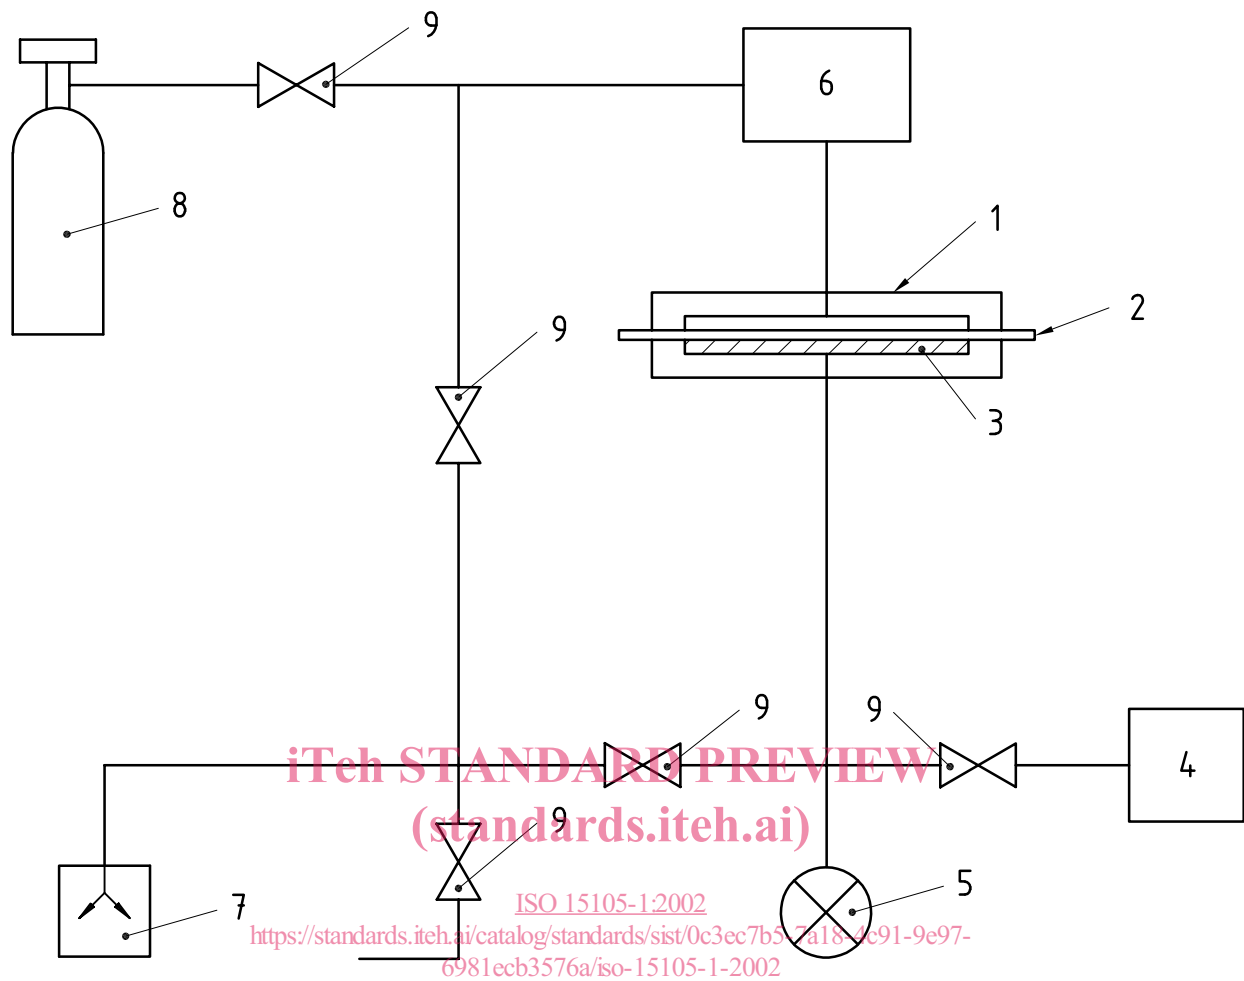 9
6
8
1
2
9
3
9
9
4
iTeh STANDARD PREVIEW
9
(standards.iteh.ai)
5
7
ISO 15105-1:2002
https://standards.iteh.ai/catalog/standards/sist/0c3ec7b5-7a18-4c91-9e97-
6981ecb3576a/iso-15105-1-2002